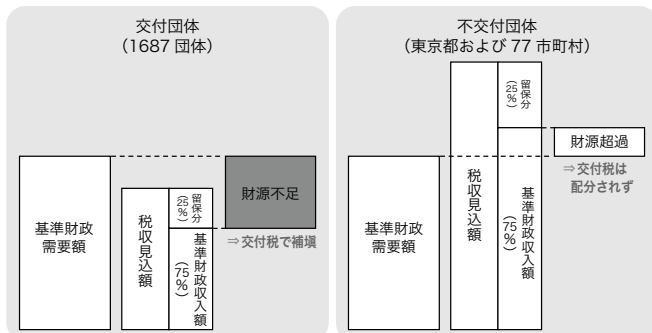 交付団体
（1687 団体）
基準財政
需要額
税収見込額
留保分
（25％）
基準財政収入額
（75％）
財源不足
⇒交付税で補塡
不交付団体
（東京都および 77 市町村）
基準財政
需要額
税収見込額
留保分
（25％）
基準財政収入額
（75％）
財源超過
⇒交付税は
配分されず